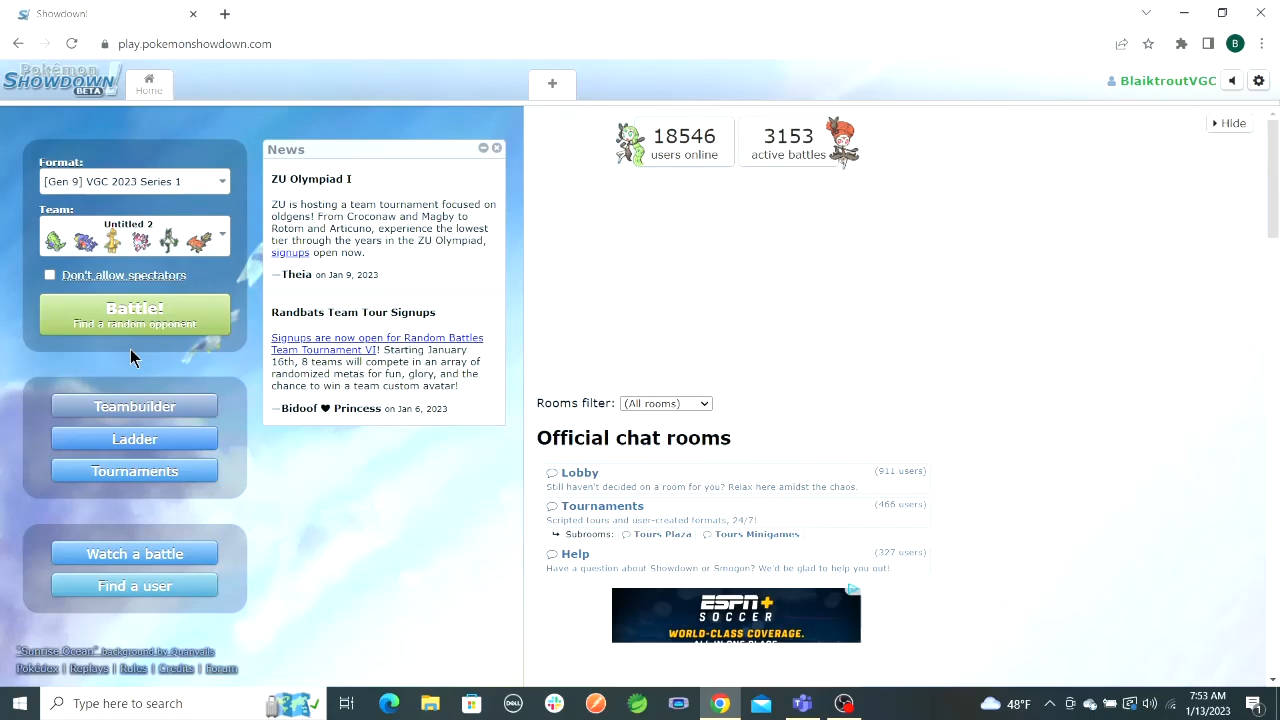 Showdown!
play.pokemonshowdown.com
B
Pokémon
SHOWDOWN!
BETA
Home
BlaiktroutVGC
18546
users online
3153
active battles
Hide
Format:
[Gen 9] VGC 2023 Series 1
Team:
Untitled 2
Don't allow spectators
Battle!
Find a random opponent
Teambuilder
Ladder
Tournaments
Watch a battle
Find a user
"Sunrise Ocean" background by Quanyails
Pokédex | Replays | Rules | Credits | Forum
News
ZU Olympiad I
ZU is hosting a team tournament focused on
oldgens! From Croconaw and Magby to
Rotom and Articuno, experience the lowest
tier through the years in the ZU Olympiad,
signups open now.
—Theia on Jan 9, 2023
Randbats Team Tour Signups
Signups are now open for Random Battles
Team Tournament VI! Starting January
16th, 8 teams will compete in an array of
randomized metas for fun, glory, and the
chance to win a team custom avatar!
—Bidoof ♥ Princess on Jan 6, 2023
Rooms filter: (All rooms)
Official chat rooms
Lobby (911 users)
Still haven't decided on a room for you? Relax here amidst the chaos.
Tournaments (466 users)
Scripted tours and user-created formats, 24/7!
Subrooms: Tours Plaza Tours Minigames
Help (327 users)
Have a question about Showdown or Smogon? We'd be glad to help you out!
ESPN+
SOCCER
WORLD-CLASS COVERAGE.
ALL IN ONE PLACE.
Type here to search
DELL
48°F
7:53 AM
1/13/2023
1